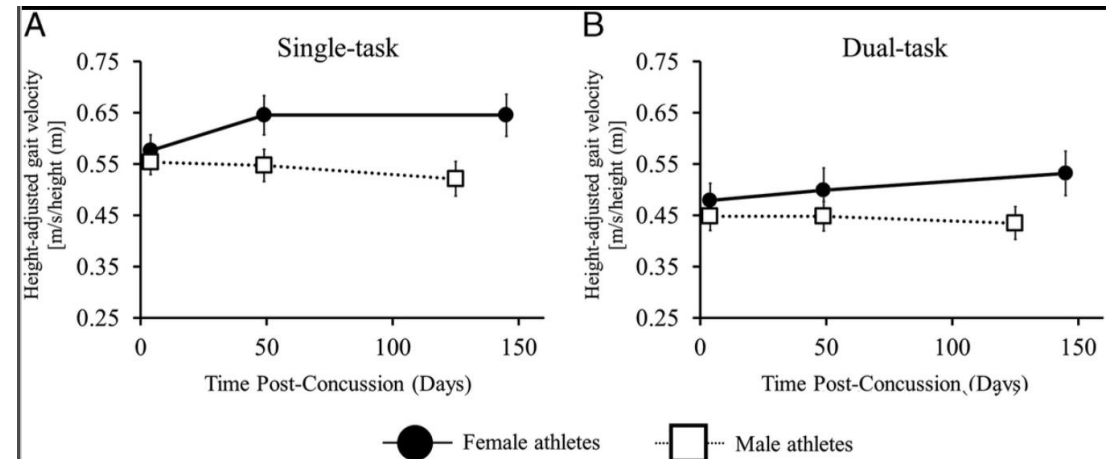 A
Single-task
Height-adjusted gait velocity
[m/s/height (m)]
0.75
0.65
0.55
0.45
0.35
0.25
0
50
100
150
Time Post-Concussion (Days)
B
Dual-task
Height-adjusted gait velocity
[m/s/height (m)]
0.75
0.65
0.55
0.45
0.35
0.25
0
50
100
150
Time Post-Concussion (Days)
Female athletes
Male athletes